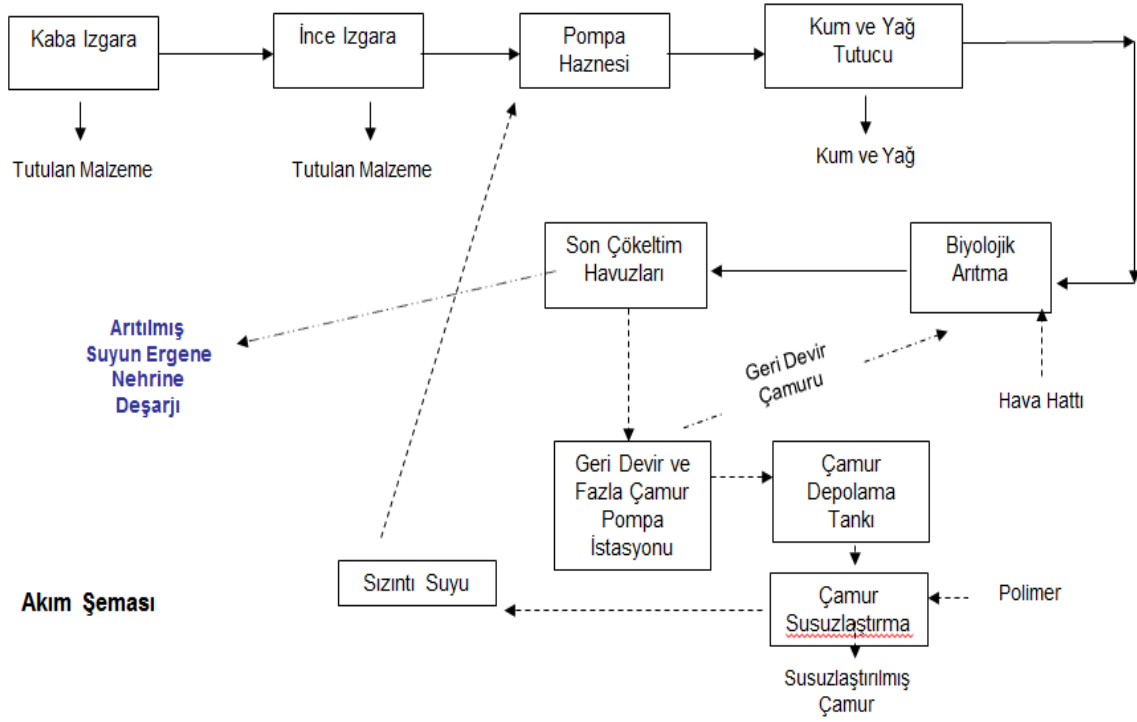 Kaba Izgara
İnce Izgara
Pompa
Haznesi
Kum ve Yağ
Tutucu
Tutulan Malzeme
Tutulan Malzeme
Kum ve Yağ
Son Çökeltim
Havuzları
Biyolojik
Arıtma
Arıtılmış
Suyun Ergene
Nehrine
Deşarjı
Geri Devir
Çamuru
Hava Hattı
Geri Devir ve
Fazla Çamur
Pompa
İstasyonu
Çamur
Depolama
Tankı
Sızıntı Suyu
Akım Şeması
Çamur
Susuzlaştırma
Polimer
Susuzlaştırılmış
Çamur